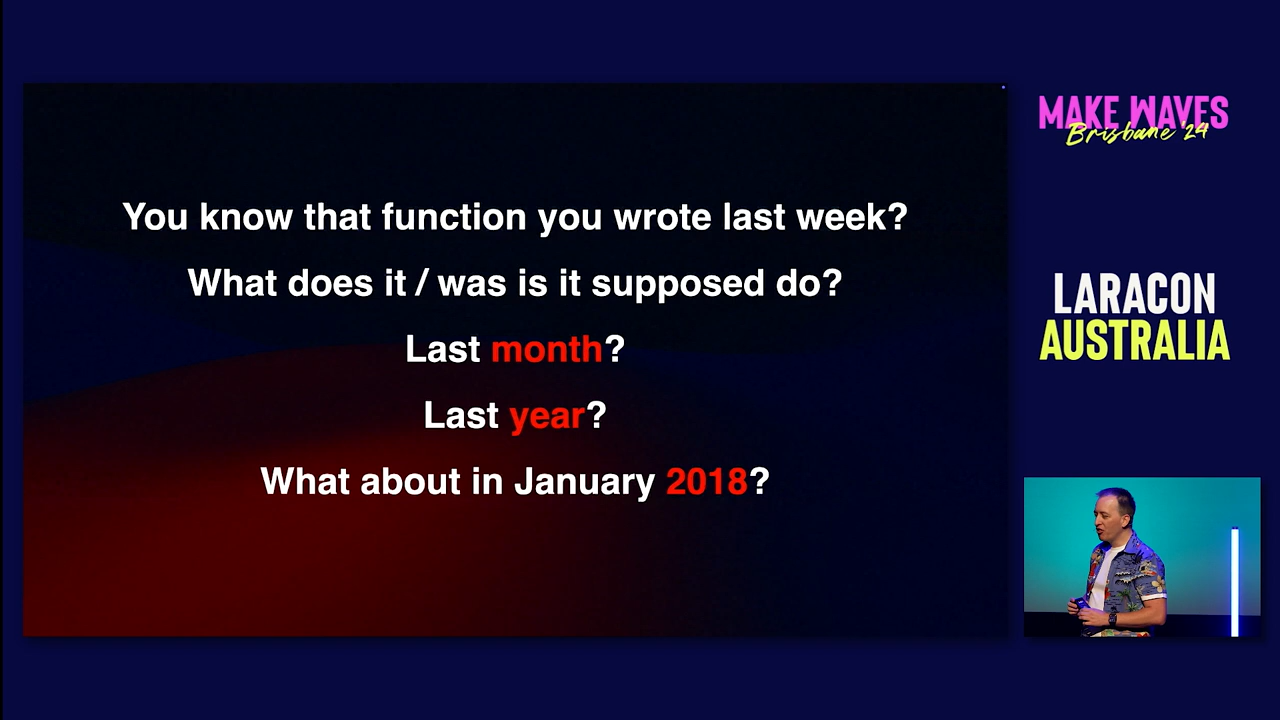 You know that function you wrote last week?
What does it / was is it supposed do?
Last month?
Last year?
What about in January 2018?
MAKE WAVES
Brisbane '24
LARACON
AUSTRALIA